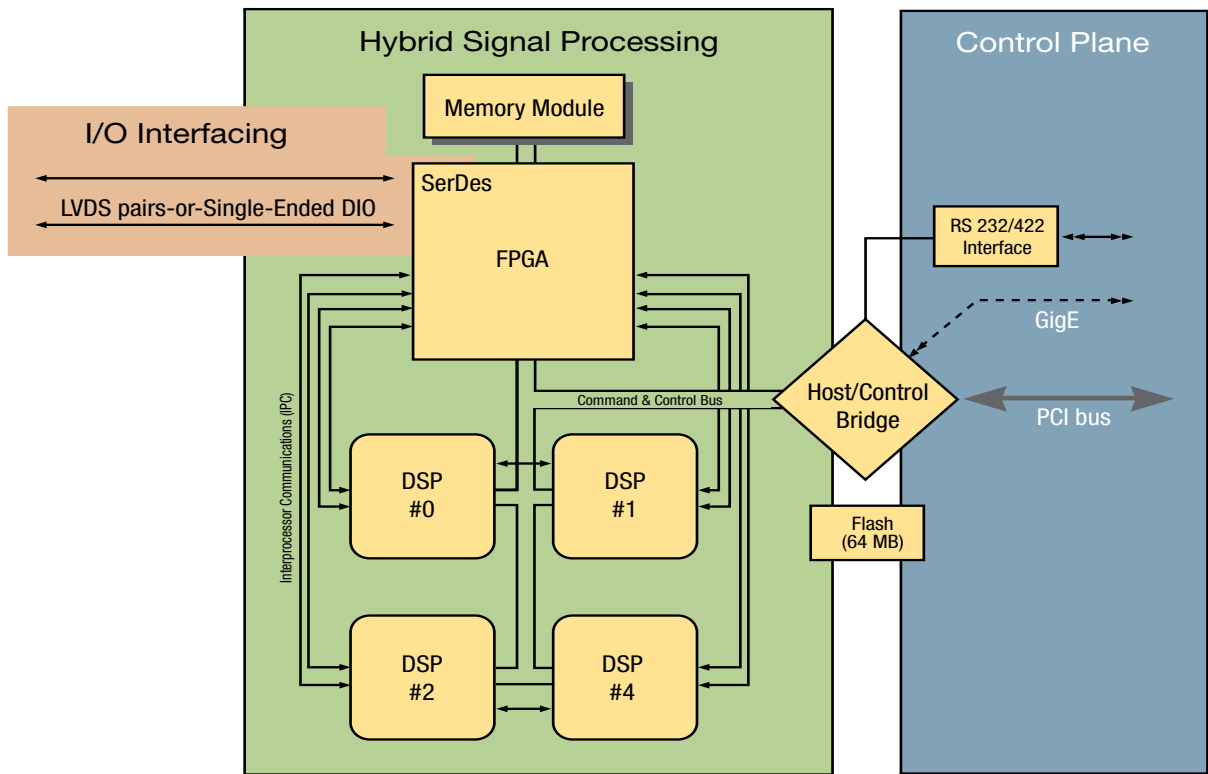 Hybrid Signal Processing
Control Plane
Memory Module
I/O Interfacing
SerDes
LVDS pairs-or-Single-Ended DIO
FPGA
RS 232/422
Interface
GigE
Host/Control
Bridge
Command & Control Bus
PCI bus
Interprocessor Communications (IPC)
DSP
#0
DSP
#1
Flash
(64 MB)
DSP
#2
DSP
#4